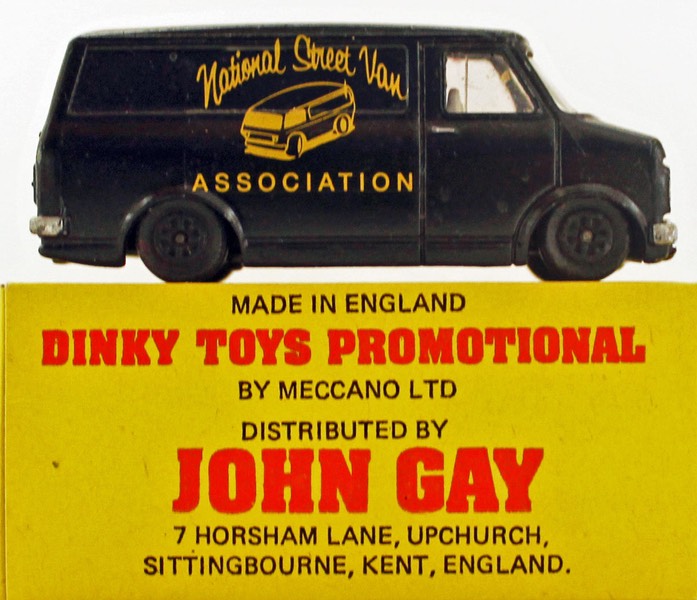 National Street Van
ASSOCIATION
MADE IN ENGLAND
DINKY TOYS PROMOTIONAL
BY MECCANO LTD
DISTRIBUTED BY
JOHN GAY
7 HORSHAM LANE, UPCHURCH,
SITTINGBOURNE, KENT, ENGLAND.